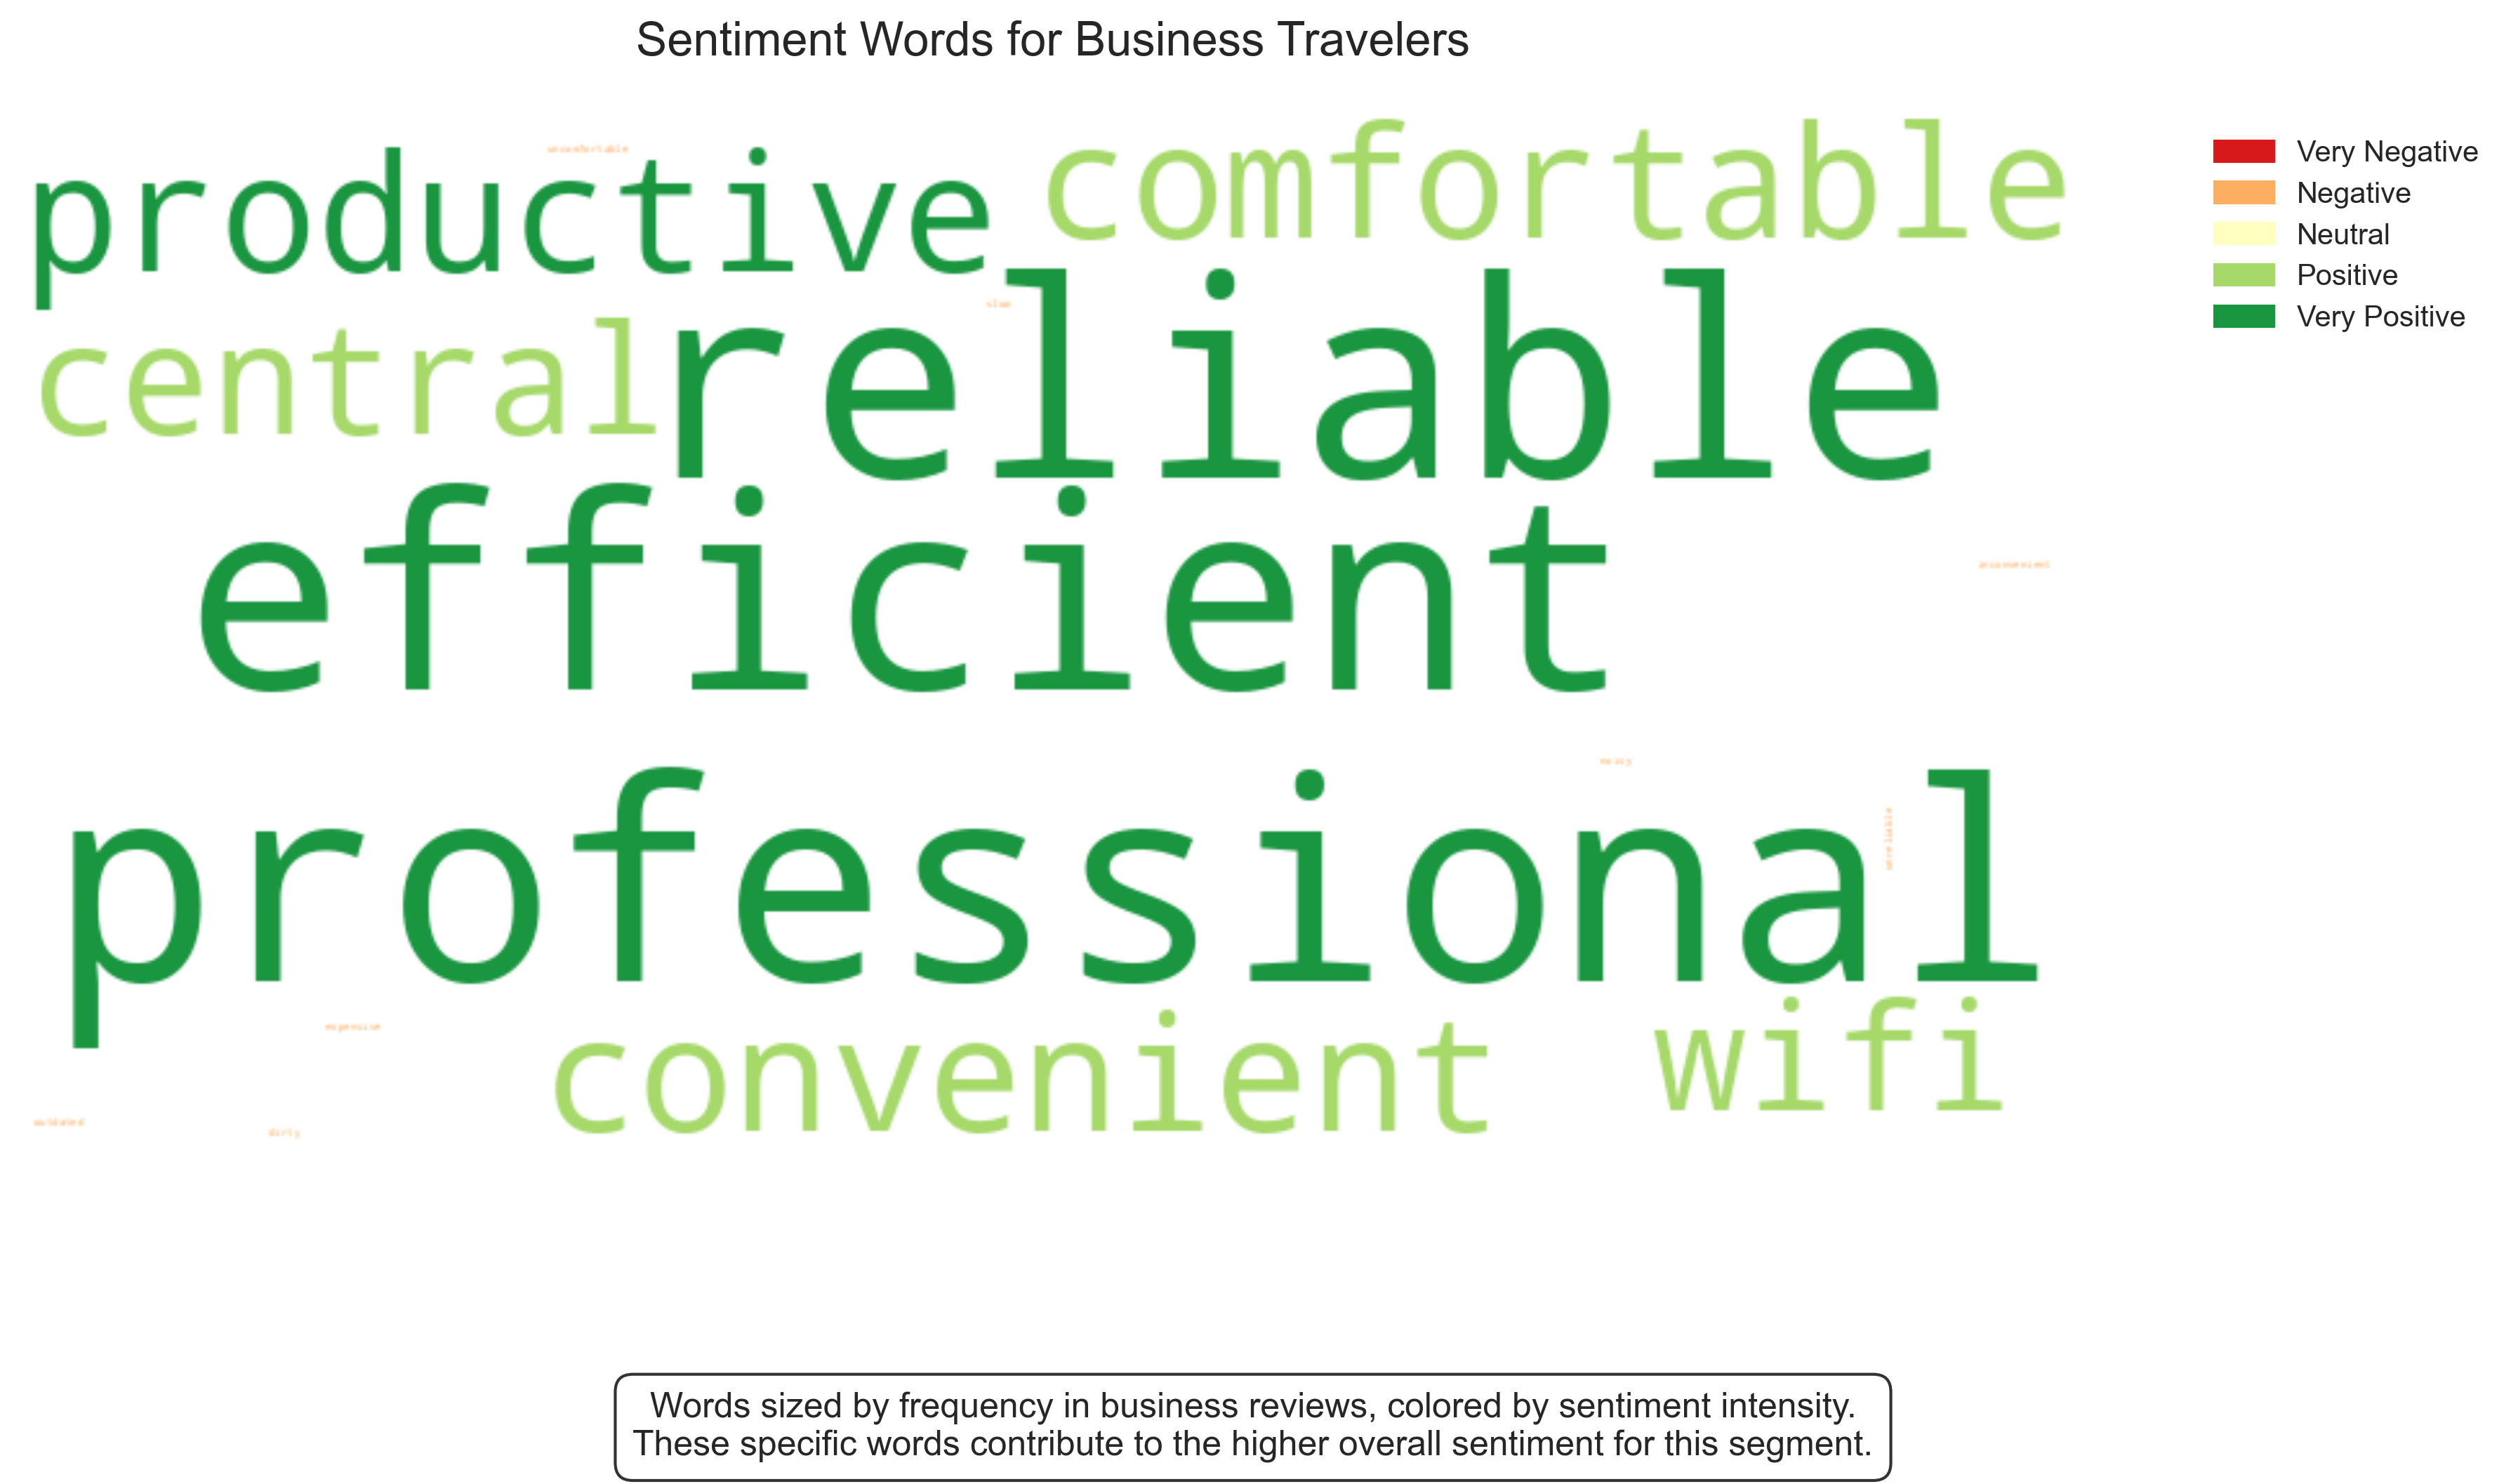 Sentiment Words for Business Travelers
uncomfortable
productive
comfortable
Very Negative
Negative
Neutral
Positive
Very Positive
slow
central
reliable
efficient
inconvenient
noisy
unreliable
professional
expensive
convenient
wifi
outdated
dirty
Words sized by frequency in business reviews, colored by sentiment intensity.
These specific words contribute to the higher overall sentiment for this segment.